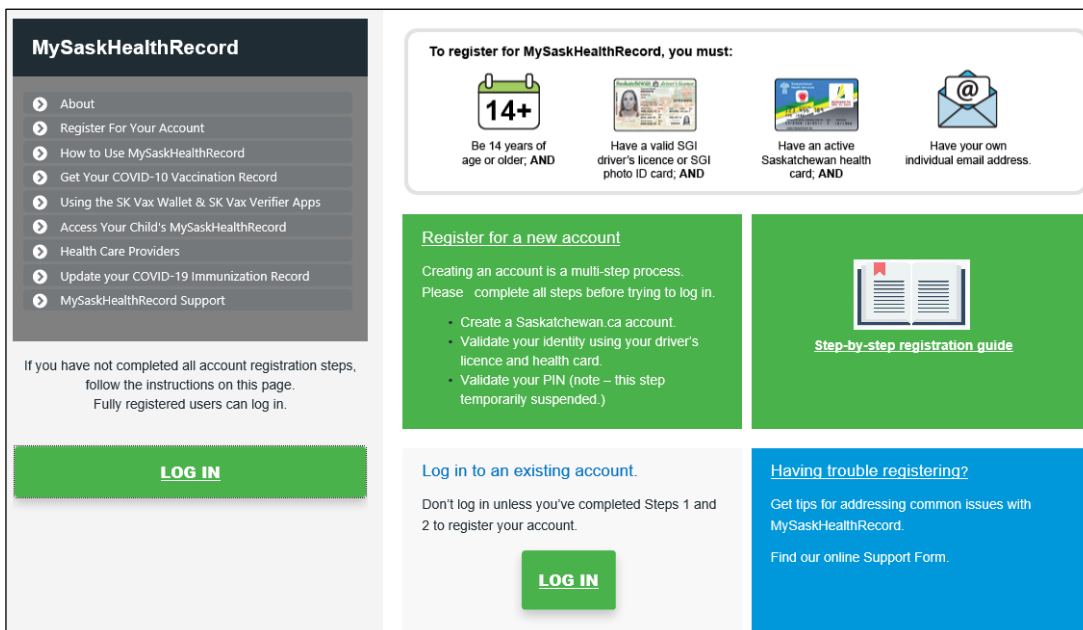 MySaskHealthRecord
About
Register For Your Account
How to Use MySaskHealthRecord
Get Your COVID-10 Vaccination Record
Using the SK Vax Wallet & SK Vax Verifier Apps
Access Your Child's MySaskHealthRecord
Health Care Providers
Update your COVID-19 Immunization Record
MySaskHealthRecord Support
If you have not completed all account registration steps,
follow the instructions on this page.
Fully registered users can log in.
LOG IN
To register for MySaskHealthRecord, you must:
14+
Be 14 years of
age or older; AND
Have a valid SGI
driver's licence or SGI
photo ID card; AND
Have an active
Saskatchewan health
card; AND
@
Have your own
individual email address.
Register for a new account
Creating an account is a multi-step process.
Please complete all steps before trying to log in.
• Create a Saskatchewan.ca account.
• Validate your identity using your driver's
licence and health card.
• Validate your PIN (note – this step
temporarily suspended.)
Step-by-step registration guide
Log in to an existing account.
Don't log in unless you've completed Steps 1 and
2 to register your account.
LOG IN
Having trouble registering?
Get tips for addressing common issues with
MySaskHealthRecord.
Find our online Support Form.